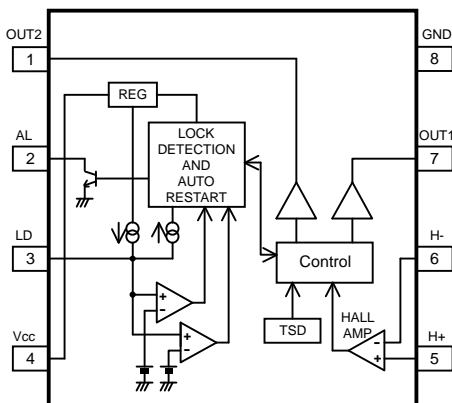 OUT2
1
GND
8
REG
AL
2
LOCK
DETECTION
AND
AUTO
RESTART
OUT1
7
LD
3
Control
H-
6
+
−
HALL
AMP
TSD
+
−
−
+
Vcc
4
H+
5